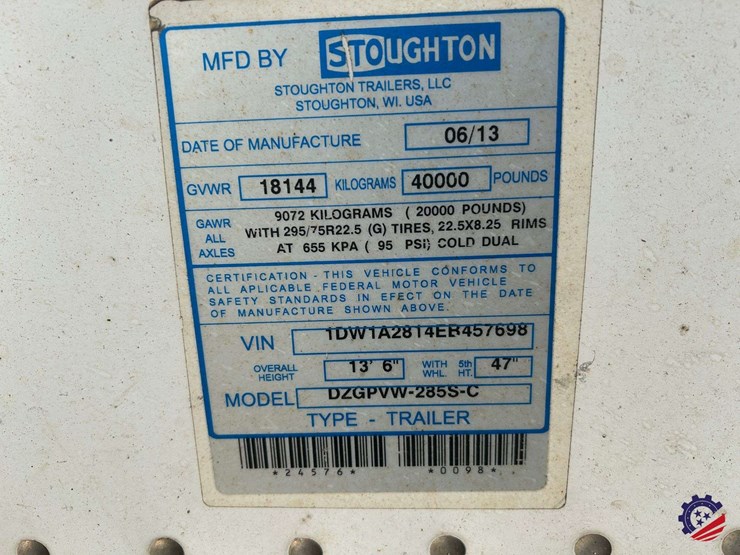 MFD BY STOUGHTON
STOUGHTON TRAILERS, LLC
STOUGHTON, WI. USA
DATE OF MANUFACTURE 06/13
GVWR 18144 KILOGRAMS 40000 POUNDS
GAWR ALL AXLES
9072 KILOGRAMS ( 20000 POUNDS)
WITH 295/75R22.5 (G) TIRES, 22.5X8.25 RIMS
AT 655 KPA ( 95 PSI) COLD DUAL
CERTIFICATION - THIS VEHICLE CONFORMS TO
ALL APLICABLE FEDERAL MOTOR VEHICLE
SAFETY STANDARDS IN EFECT ON THE DATE
OF MANUFACTURE SHOWN ABOVE.
VIN 1DW1A2814EB457698
OVERALL HEIGHT 13' 6" WITH 5th WHL. HT. 47"
MODEL DZGPVW-285S-C
TYPE - TRAILER
*24576* *0098*